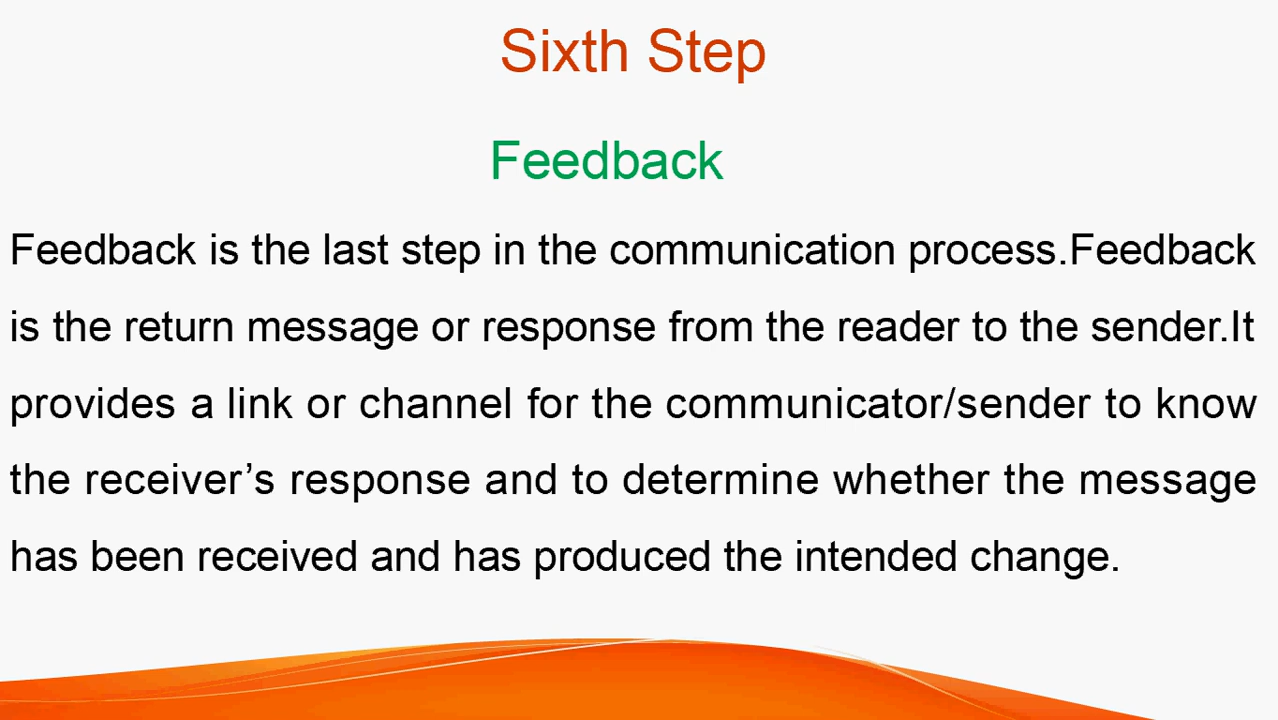 Sixth Step
Feedback
Feedback is the last step in the communication process.Feedback
is the return message or response from the reader to the sender.It
provides a link or channel for the communicator/sender to know
the receiver’s response and to determine whether the message
has been received and has produced the intended change.